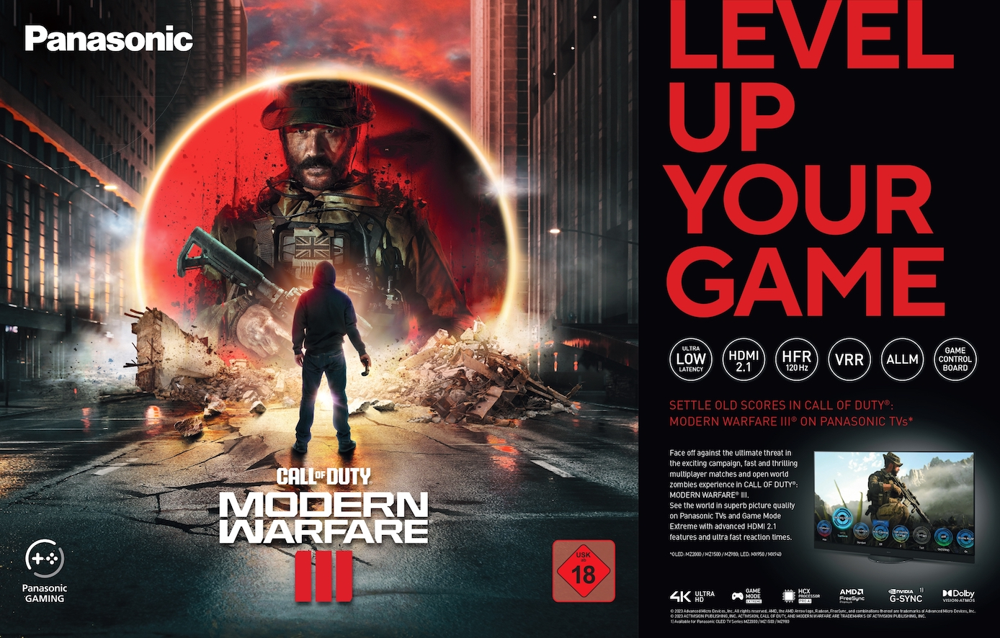 Panasonic
CALL OF DUTY
MODERN
WARFARE
III
Panasonic
GAMING
USK
ab
18
LEVEL
UP
YOUR
GAME
ULTRA
LOW
LATENCY
HDMI
2.1
HFR
120 Hz
VRR
ALLM
GAME
CONTROL
BOARD
SETTLE OLD SCORES IN CALL OF DUTY®:
MODERN WARFARE III® ON PANASONIC TVs*
Face off against the ultimate threat in
the exciting campaign, fast and thrilling
multiplayer matches and open world
zombies experience in CALL OF DUTY®:
MODERN WARFARE® III.
See the world in superb picture quality
on Panasonic TVs and Game Mode
Extreme with advanced HDMI 2.1
features and ultra fast reaction times.
*OLED: MZ2000 / MZ1500 / MZ980; LED: MX950 / MX940
4K ULTRA
HD
GAME
MODE
EXTREME
HCX
PROCESSOR
PRO AI
AMD
FreeSync
Premium
NVIDIA 1)
G-SYNC
Dolby
VISION·ATMOS
© 2023 Advanced Micro Devices, Inc. All rights reserved. AMD, the AMD Arrow logo, Radeon, FreeSync, and combinations thereof are trademarks of Advanced Micro Devices, Inc.
© 2023 ACTIVISION PUBLISHING, INC. ACTIVISION, CALL OF DUTY, AND MODERN WARFARE ARE TRADEMARKS OF ACTIVISION PUBLISHING, INC.
1) Available for Panasonic OLED TV Series MZ2000 / MZ1500 / MZ980